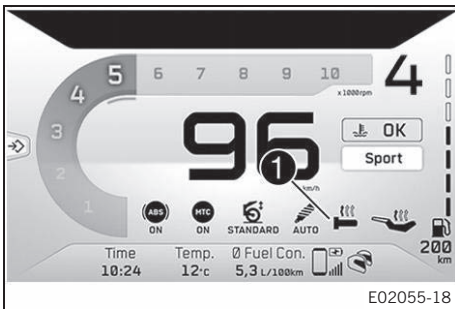 1 2 3 4 5 6 7 8 9 10
x 1000rpm
4
96
km/h
OK
Sport
1
ABS MTC
ON ON STANDARD AUTO
200
km
Time Temp. Ø Fuel Con.
10:24 12°C 5,3 L/100km
E02055-18